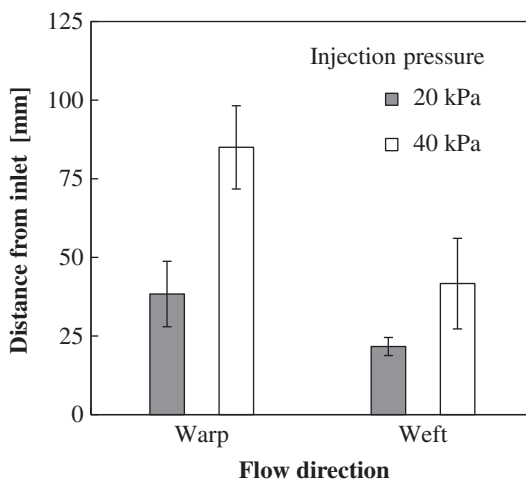 125
Injection pressure
100
20 kPa
40 kPa
75
50
25
0
Distance from inlet [mm]
Warp
Weft
Flow direction